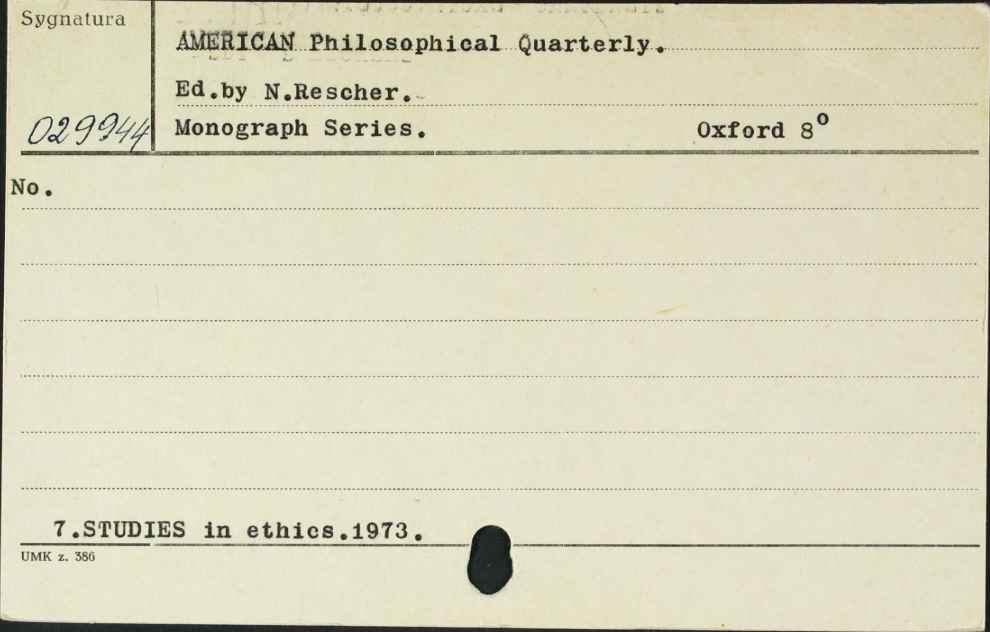 Sygnatura
AMERICAN Philosophical Quarterly.
Ed.by N.Rescher.
029944 Monograph Series. Oxford 8º
No.
7.STUDIES in ethics.1973.
UMK z. 386